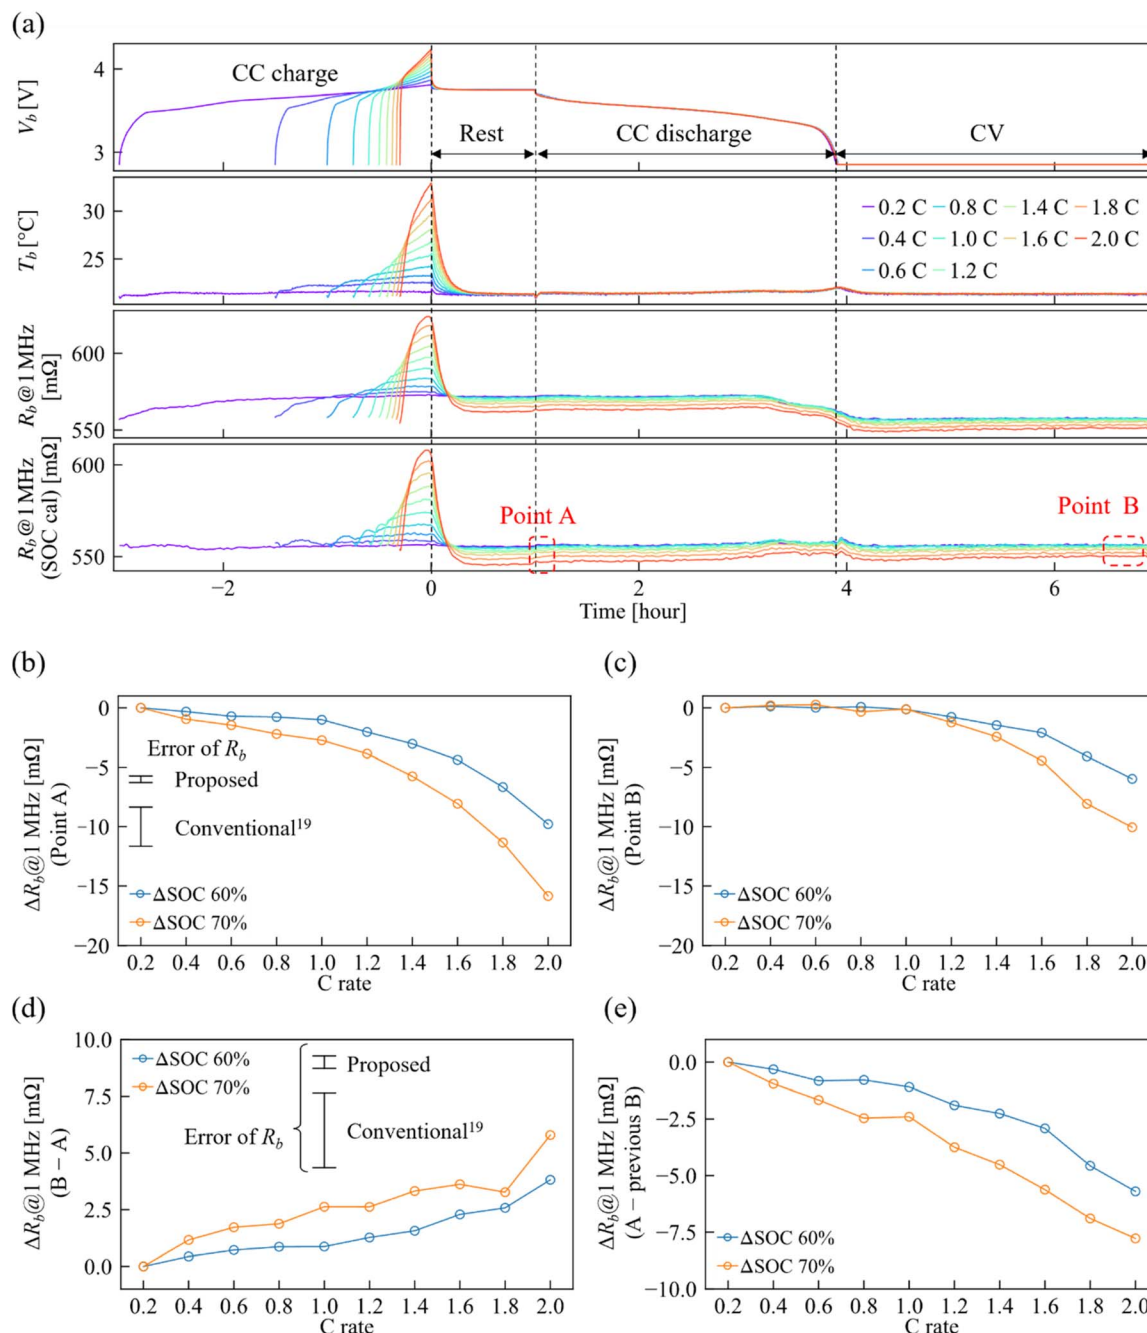 (a)
V_b [V]
4
3
CC charge
Rest
CC discharge
CV
T_b [°C]
30
25
0.2 C 0.8 C 1.4 C 1.8 C
0.4 C 1.0 C 1.6 C 2.0 C
0.6 C 1.2 C
R_b @1 MHz
[mΩ]
600
550
R_b @1 MHz
(SOC cal) [mΩ]
600
550
Point A
Point B
−2 0 2 4 6
Time [hour]
(b)
ΔR_b@1 MHz [mΩ]
(Point A)
0
−5
−10
−15
−20
Error of R_b
Proposed
Conventional¹⁹
ΔSOC 60%
ΔSOC 70%
0.2 0.4 0.6 0.8 1.0 1.2 1.4 1.6 1.8 2.0
C rate
(c)
ΔR_b@1 MHz [mΩ]
(Point B)
0
−5
−10
−15
−20
ΔSOC 60%
ΔSOC 70%
0.2 0.4 0.6 0.8 1.0 1.2 1.4 1.6 1.8 2.0
C rate
(d)
ΔR_b@1 MHz [mΩ]
(B − A)
10.0
7.5
5.0
2.5
0.0
ΔSOC 60%
ΔSOC 70%
Error of R_b
Proposed
Conventional¹⁹
0.2 0.4 0.6 0.8 1.0 1.2 1.4 1.6 1.8 2.0
C rate
(e)
ΔR_b@1 MHz [mΩ]
(A − previous B)
0.0
−2.5
−5.0
−7.5
−10.0
ΔSOC 60%
ΔSOC 70%
0.2 0.4 0.6 0.8 1.0 1.2 1.4 1.6 1.8 2.0
C rate